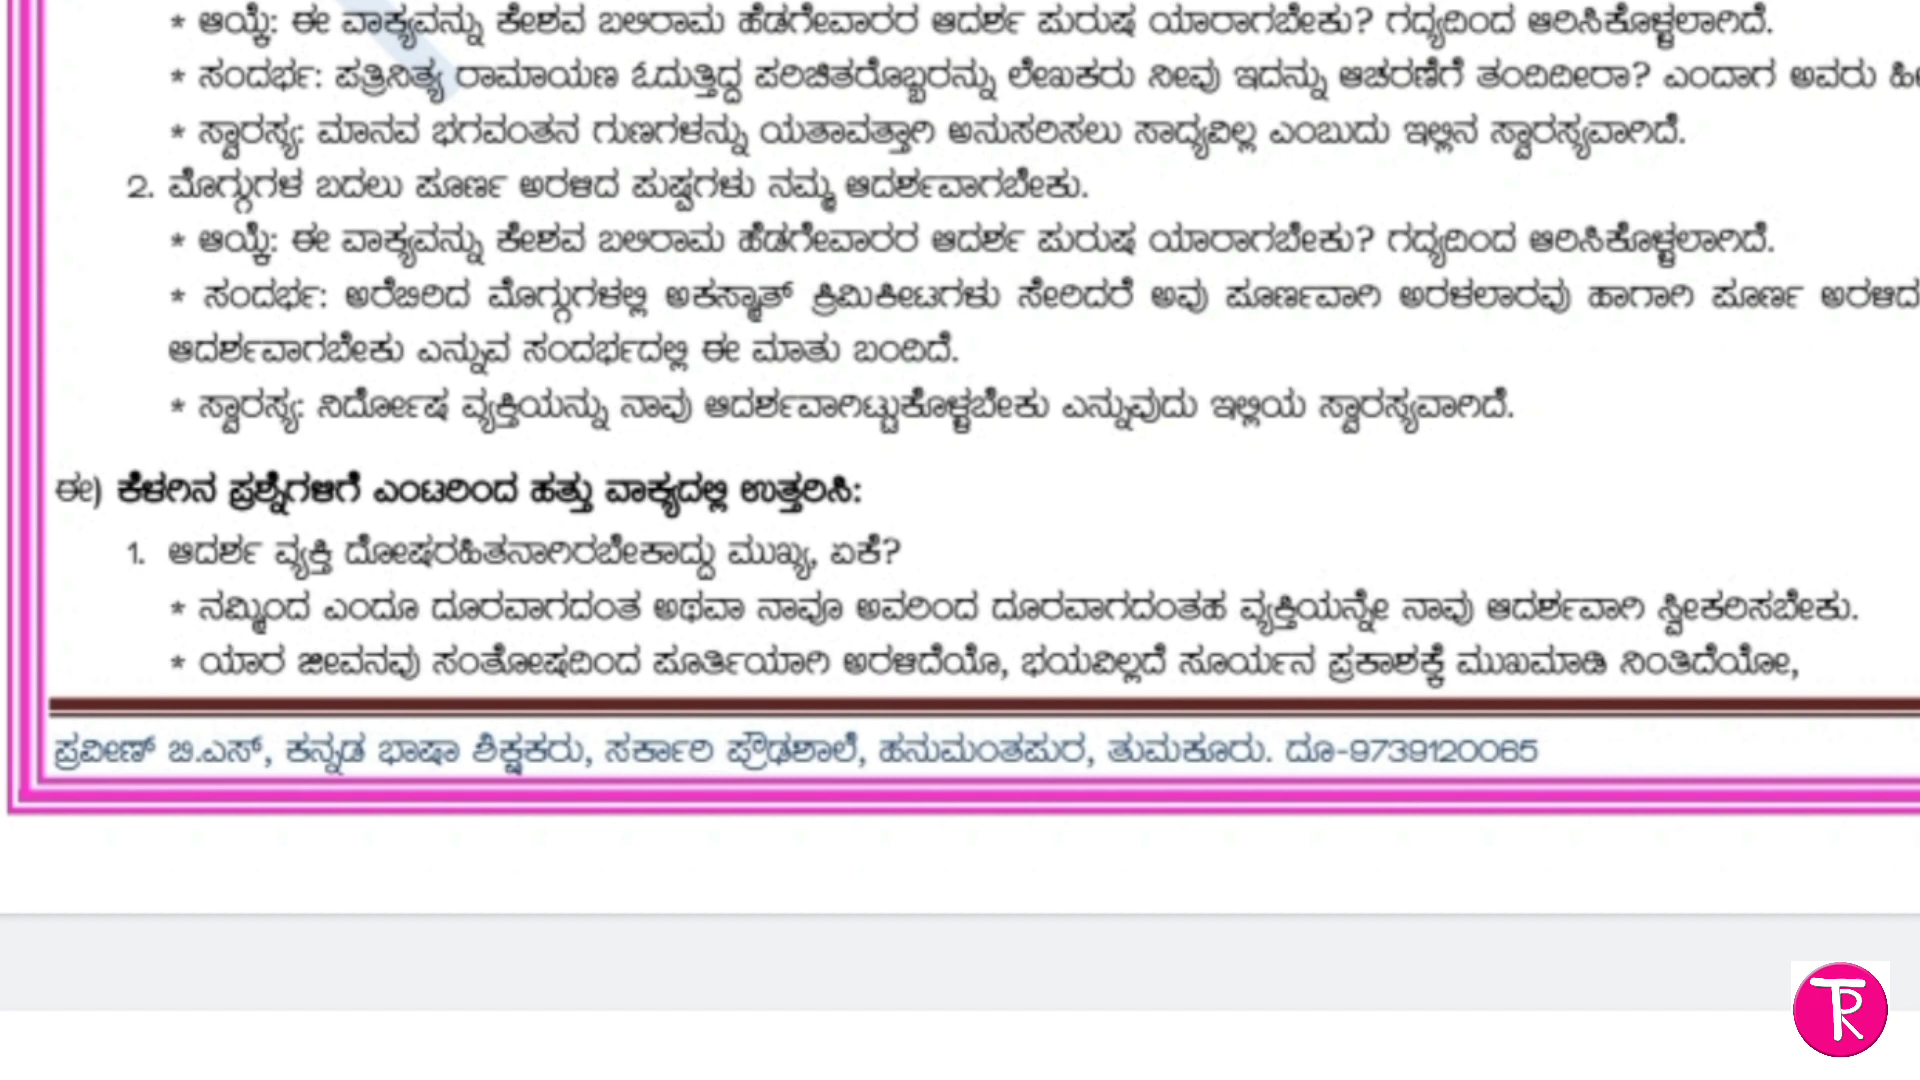 * ಆಯ್ಕೆ: ಈ ವಾಕ್ಯವನ್ನು ಕೇಶವ ಬಲಿರಾಮ ಹೆಡಗೇವಾರರ ಆದರ್ಶ ಪುರುಷ ಯಾರಾಗಬೇಕು? ಗದ್ಯದಿಂದ ಆರಿಸಿಕೊಳ್ಳಲಾಗಿದೆ.
* ಸಂದರ್ಭ: ಪತ್ರಿನಿತ್ಯ ರಾಮಾಯಣ ಓದುತ್ತಿದ್ದ ಪರಿಚಿತರೊಬ್ಬರನ್ನು ಲೇಖಕರು ನೀವು ಇದನ್ನು ಆಚರಣೆಗೆ ತಂದಿದೀರಾ? ಎಂದಾಗ ಅವರು
* ಸ್ವಾರಸ್ಯ: ಮಾನವ ಭಗವಂತನ ಗುಣಗಳನ್ನು ಯತಾವತ್ತಾಗಿ ಅನುಸರಿಸಲು ಸಾದ್ಯವಿಲ್ಲ ಎಂಬುದು ಇಲ್ಲಿನ ಸ್ವಾರಸ್ಯವಾಗಿದೆ.
2. ಮೊಗ್ಗುಗಳ ಬದಲು ಪೂರ್ಣ ಅರಳಿದ ಪುಷ್ಪಗಳು ನಮ್ಮ ಆದರ್ಶವಾಗಬೇಕು.
* ಆಯ್ಕೆ: ಈ ವಾಕ್ಯವನ್ನು ಕೇಶವ ಬಲಿರಾಮ ಹೆಡಗೇವಾರರ ಆದರ್ಶ ಪುರುಷ ಯಾರಾಗಬೇಕು? ಗದ್ಯದಿಂದ ಆರಿಸಿಕೊಳ್ಳಲಾಗಿದೆ.
* ಸಂದರ್ಭ: ಅರೆಬಿರಿದ ಮೊಗ್ಗುಗಳಲ್ಲಿ ಅಕಸ್ಮಾತ್ ಕ್ರಿಮಿಕೀಟಗಳು ಸೇರಿದರೆ ಅವು ಪೂರ್ಣವಾಗಿ ಅರಳಲಾರವು ಹಾಗಾಗಿ ಪೂರ್ಣ ಅರಳಿದ
ಆದರ್ಶವಾಗಬೇಕು ಎನ್ನುವ ಸಂದರ್ಭದಲ್ಲಿ ಈ ಮಾತು ಬಂದಿದೆ.
* ಸ್ವಾರಸ್ಯ: ನಿರ್ದೋಷ ವ್ಯಕ್ತಿಯನ್ನು ನಾವು ಆದರ್ಶವಾಗಿಟ್ಟುಕೊಳ್ಳಬೇಕು ಎನ್ನುವುದು ಇಲ್ಲಿಯ ಸ್ವಾರಸ್ಯವಾಗಿದೆ.
ಈ) ಕೆಳಗಿನ ಪ್ರಶ್ನೆಗಳಿಗೆ ಎಂಟರಿಂದ ಹತ್ತು ವಾಕ್ಯದಲ್ಲಿ ಉತ್ತರಿಸಿ:
1. ಆದರ್ಶ ವ್ಯಕ್ತಿ ದೋಷರಹಿತನಾಗಿರಬೇಕಾದ್ದು ಮುಖ್ಯ, ಏಕೆ?
* ನಮ್ಮಿಂದ ಎಂದೂ ದೂರವಾಗದಂತ ಅಥವಾ ನಾವೂ ಅವರಿಂದ ದೂರವಾಗದಂತಹ ವ್ಯಕ್ತಿಯನ್ನೇ ನಾವು ಆದರ್ಶವಾಗಿ ಸ್ವೀಕರಿಸಬೇಕು.
* ಯಾರ ಜೀವನವು ಸಂತೋಷದಿಂದ ಪೂರ್ತಿಯಾಗಿ ಅರಳಿದೆಯೊ, ಭಯವಿಲ್ಲದೆ ಸೂರ್ಯನ ಪ್ರಕಾಶಕ್ಕೆ ಮುಖಮಾಡಿ ನಿಂತಿದೆಯೋ,
ಪ್ರವೀಣ್ ಬಿ.ಎಸ್, ಕನ್ನಡ ಭಾಷಾ ಶಿಕ್ಷಕರು, ಸರ್ಕಾರಿ ಪ್ರೌಢಶಾಲೆ, ಹನುಮಂತಪುರ, ತುಮಕೂರು. ದೂ-9739120065
TR